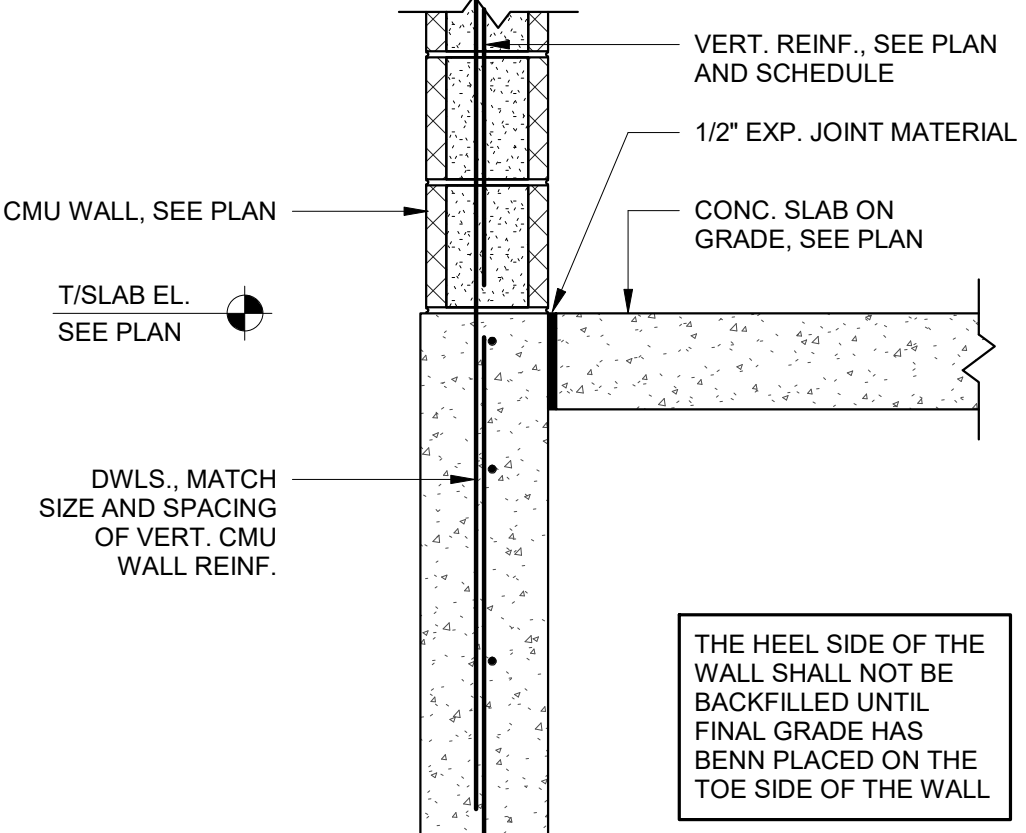 VERT. REINF., SEE PLAN
AND SCHEDULE
1/2" EXP. JOINT MATERIAL
CMU WALL, SEE PLAN
CONC. SLAB ON
GRADE, SEE PLAN
T/SLAB EL.
SEE PLAN
DWLS., MATCH
SIZE AND SPACING
OF VERT. CMU
WALL REINF.
THE HEEL SIDE OF THE
WALL SHALL NOT BE
BACKFILLED UNTIL
FINAL GRADE HAS
BENN PLACED ON THE
TOE SIDE OF THE WALL